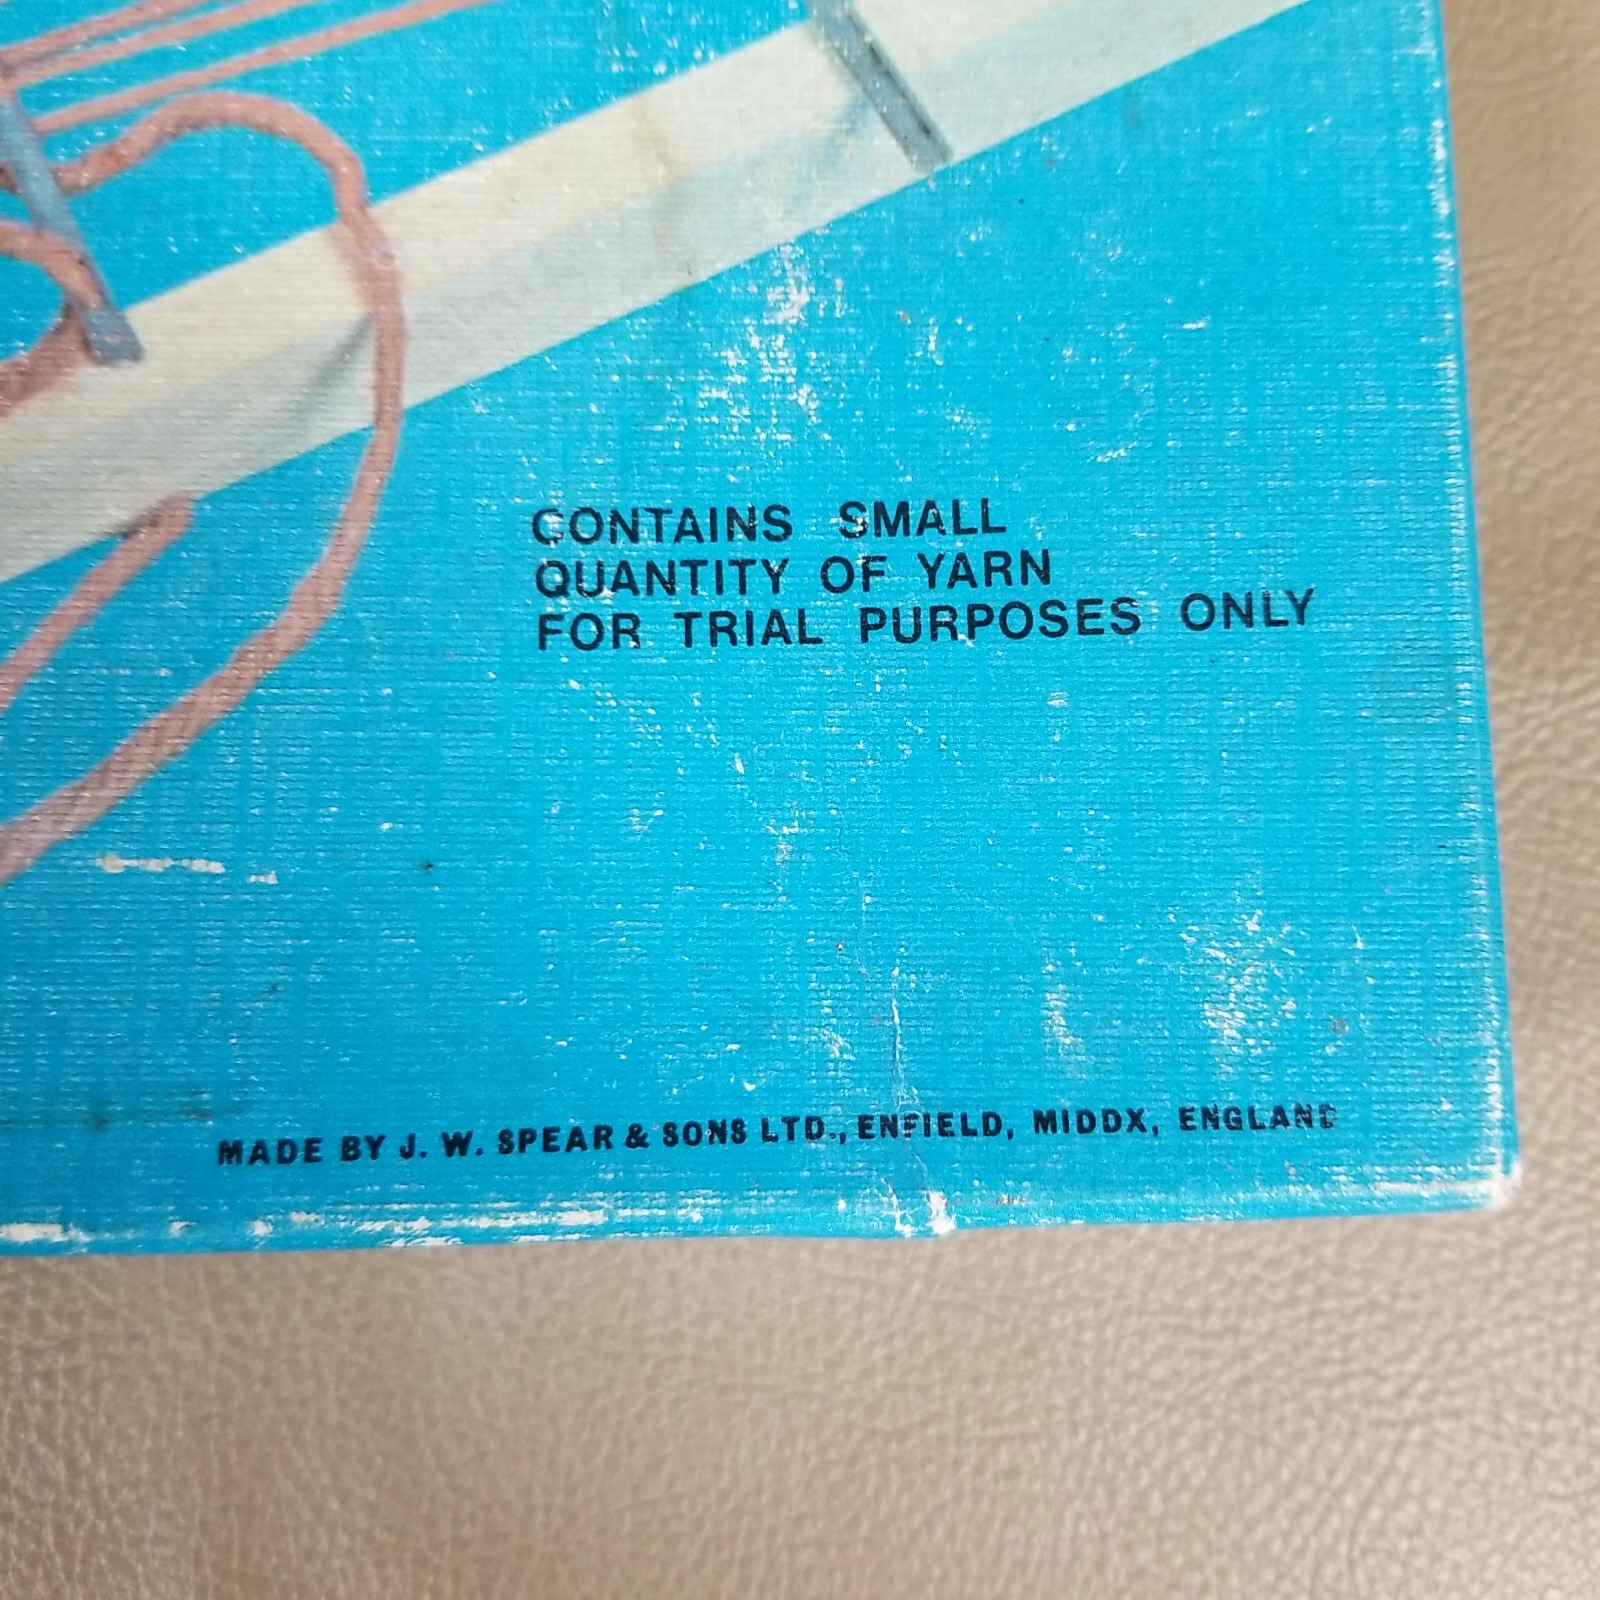 CONTAINS SMALL
QUANTITY OF YARN
FOR TRIAL PURPOSES ONLY
MADE BY J. W. SPEAR & SONS LTD., ENFIELD, MIDDX, ENGLAND